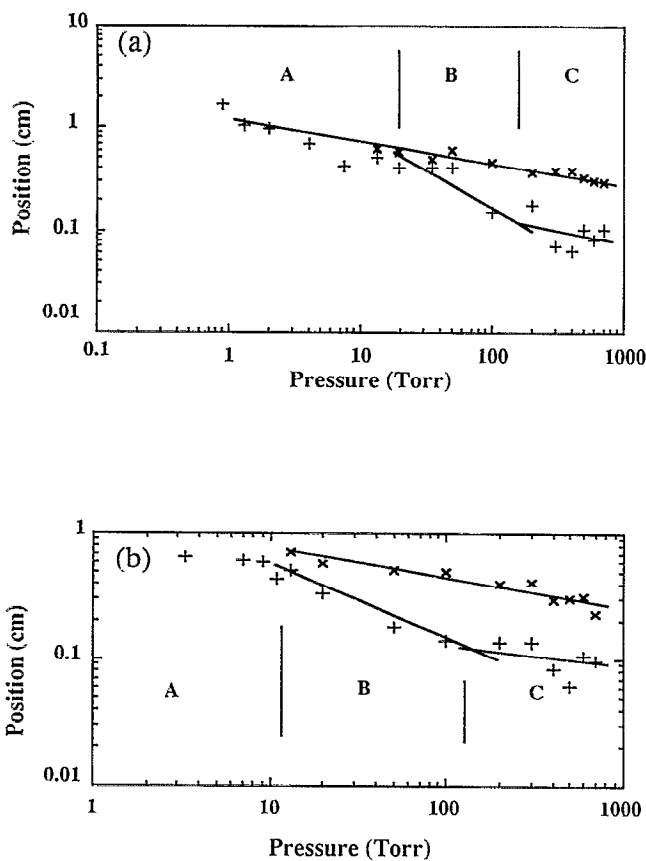 (a)
A B C
10
1
0.1
0.01
Position (cm)
0.1 1 10 100 1000
Pressure (Torr)
(b)
1
0.1
0.01
Position (cm)
A B C
1 10 100 1000
Pressure (Torr)